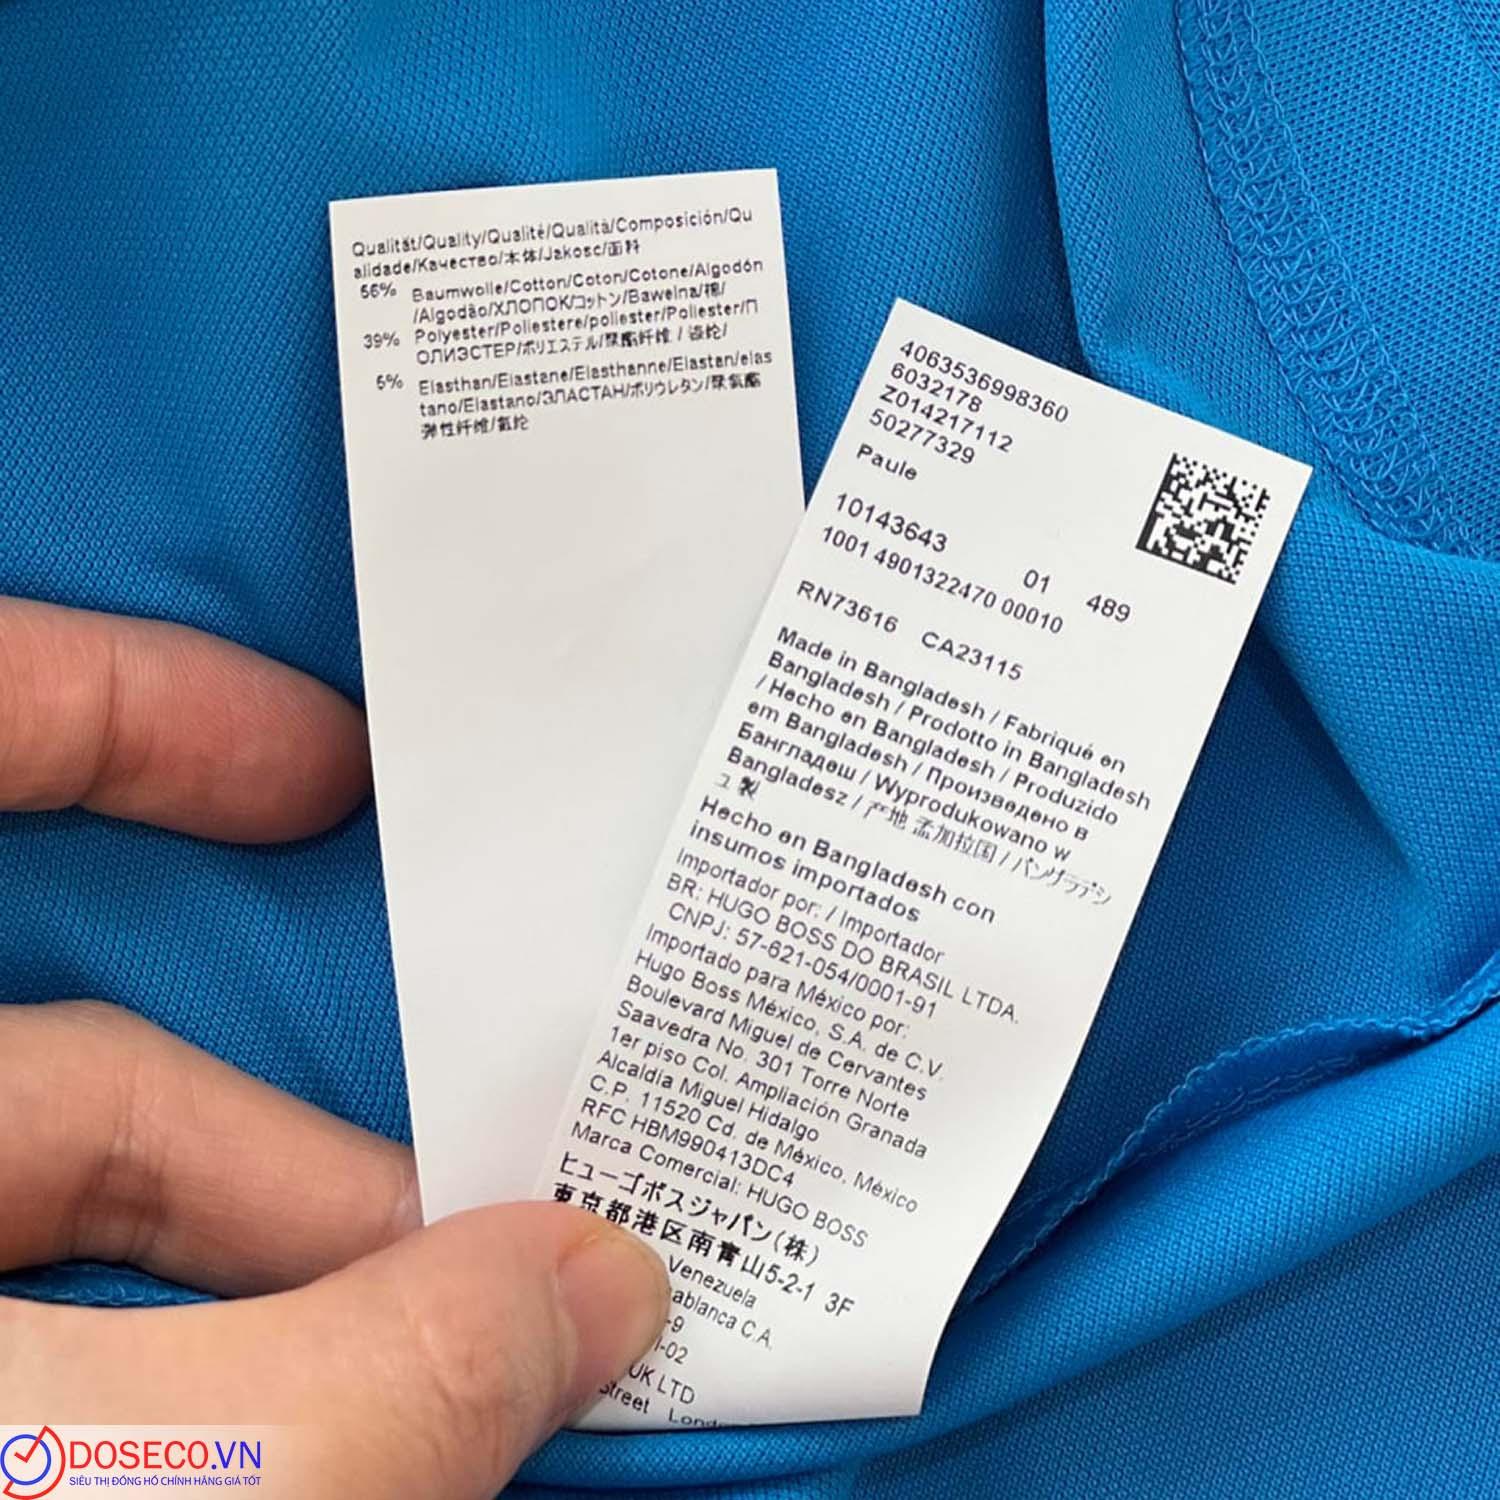 Qualität/Quality/Qualité/Qualità/Composición/Qu
alidade/Качество/本体/Jakosc/面料
56% Baumwolle/Cotton/Coton/Cotone/Algodón
/Algodão/ХЛОПОК/コットン/Bawelna/棉/
39% Polyester/Poliestere/poliester/Poliester/П
ОЛИЭСТЕР/ポリエステル/聚酯纤维 / 涤纶/
5% Elasthan/Elastane/Elasthanne/Elastan/elas
tano/Elastano/ЭЛАСТАН/ポリウレタン/聚氨酯
弹性纤维/氨纶
4063536998360
6032178
Z014217112
50277329
Paule
10143643 01 489
1001 4901322470 00010
RN73616 CA23115
Made in Bangladesh / Fabriqué en
Bangladesh / Prodotto in Bangladesh
/ Hecho en Bangladesh / Produzido
em Bangladesh / Произведено в
Бангладеш / Wyprodukowano w
Bangladesz / 产地 孟加拉国 / バングラデシ
ュ 製
Hecho en Bangladesh con
insumos importados
Importador por: / Importador
BR: HUGO BOSS DO BRASIL LTDA.
CNPJ: 57-621-054/0001-91
Importado para México por:
Hugo Boss México, S.A. de C.V.
Boulevard Miguel de Cervantes
Saavedra No. 301 Torre Norte
1er piso Col. Ampliación Granada
Alcaldía Miguel Hidalgo
C.P. 11520 Cd. de México, México
RFC HBM990413DC4
Marca Comercial: HUGO BOSS
ヒューゴボスジャパン(株)
東京都港区南青山5-2-1 3F
Venezuela
ablanca C.A.
-9
-02
UK LTD
Street
DOSECO.VN
SIÊU THỊ ĐỒNG HỒ CHÍNH HÃNG GIÁ TỐT